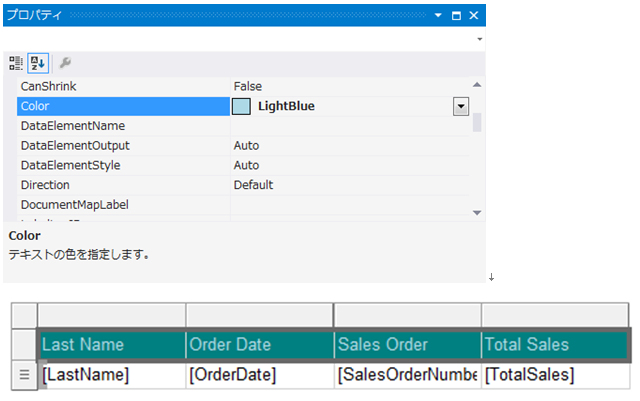 プロパティ
CanShrink False
Color LightBlue
DataElementName
DataElementOutput Auto
DataElementStyle Auto
Direction Default
DocumentMapLabel
Color
テキストの色を指定します。
↓
Last Name Order Date Sales Order Total Sales
[LastName] [OrderDate] [SalesOrderNumbe [TotalSales]